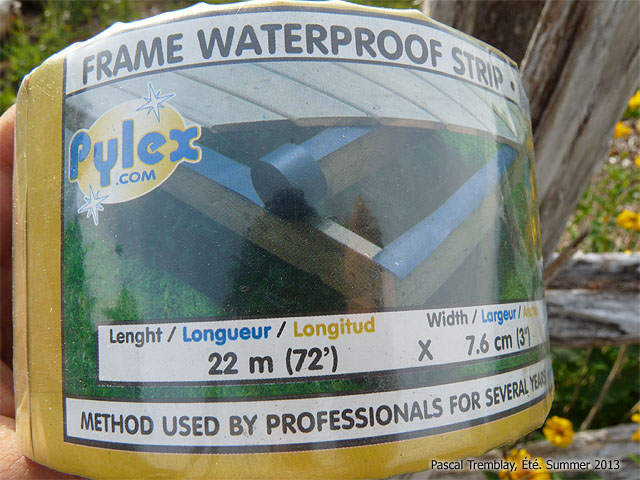 FRAME WATERPROOF STRIP
Pylex
.COM
Lenght / Longueur / Longitud
22 m (72')
X
Width / Largeur /
7.6 cm (3")
METHOD USED BY PROFESSIONALS FOR SEVERAL YEARS
Pascal Tremblay, Été. Summer 2013